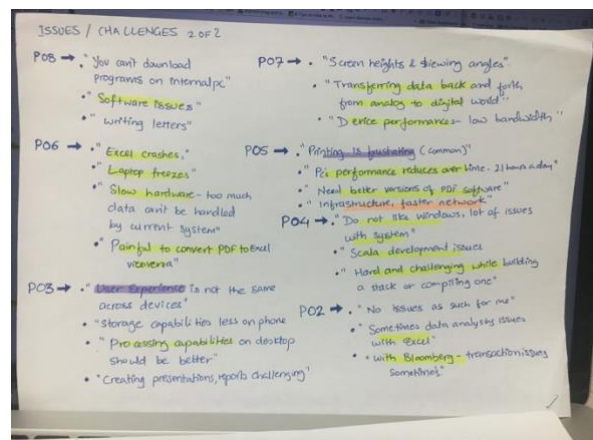 ISSUES / CHALLENGES 2 OF 2
P08 → • "You can't download
programs on internal pc"
• "Software issues"
• "writing letters"
P07 → • "Screen heights & viewing angles".
• "Transferring data back and forth
from analog to digital world"
• "Device performances - low bandwidth"
P06 → • "Excel crashes,"
• "Laptop freezes"
• "Slow hardware - too much
data can't be handled
by current system"
• "Painful to convert PDF to Excel
P05 → • "Printing is frustating (common)"
• "Pc: performance reduces over time - 21 hours a day"
• "Need better versions of PDF software"
• "Infrastructure, faster network"
P04 → • "Do not like windows, lot of issues
with system"
• "Scala development issues
• "Hard and challenging while building
a stack or compiling one"
P03 → • "User Experience is not the same
across devices"
• "Storage capabilities less on phone
• "Processing capabilities on desktop
should be better"
• "Creating presentations, reports challenging"
P02 → • "No issues as such for me"
• "Sometimes data analysis issues
with Excel"
• "with Bloomberg - transaction issues
sometimes"